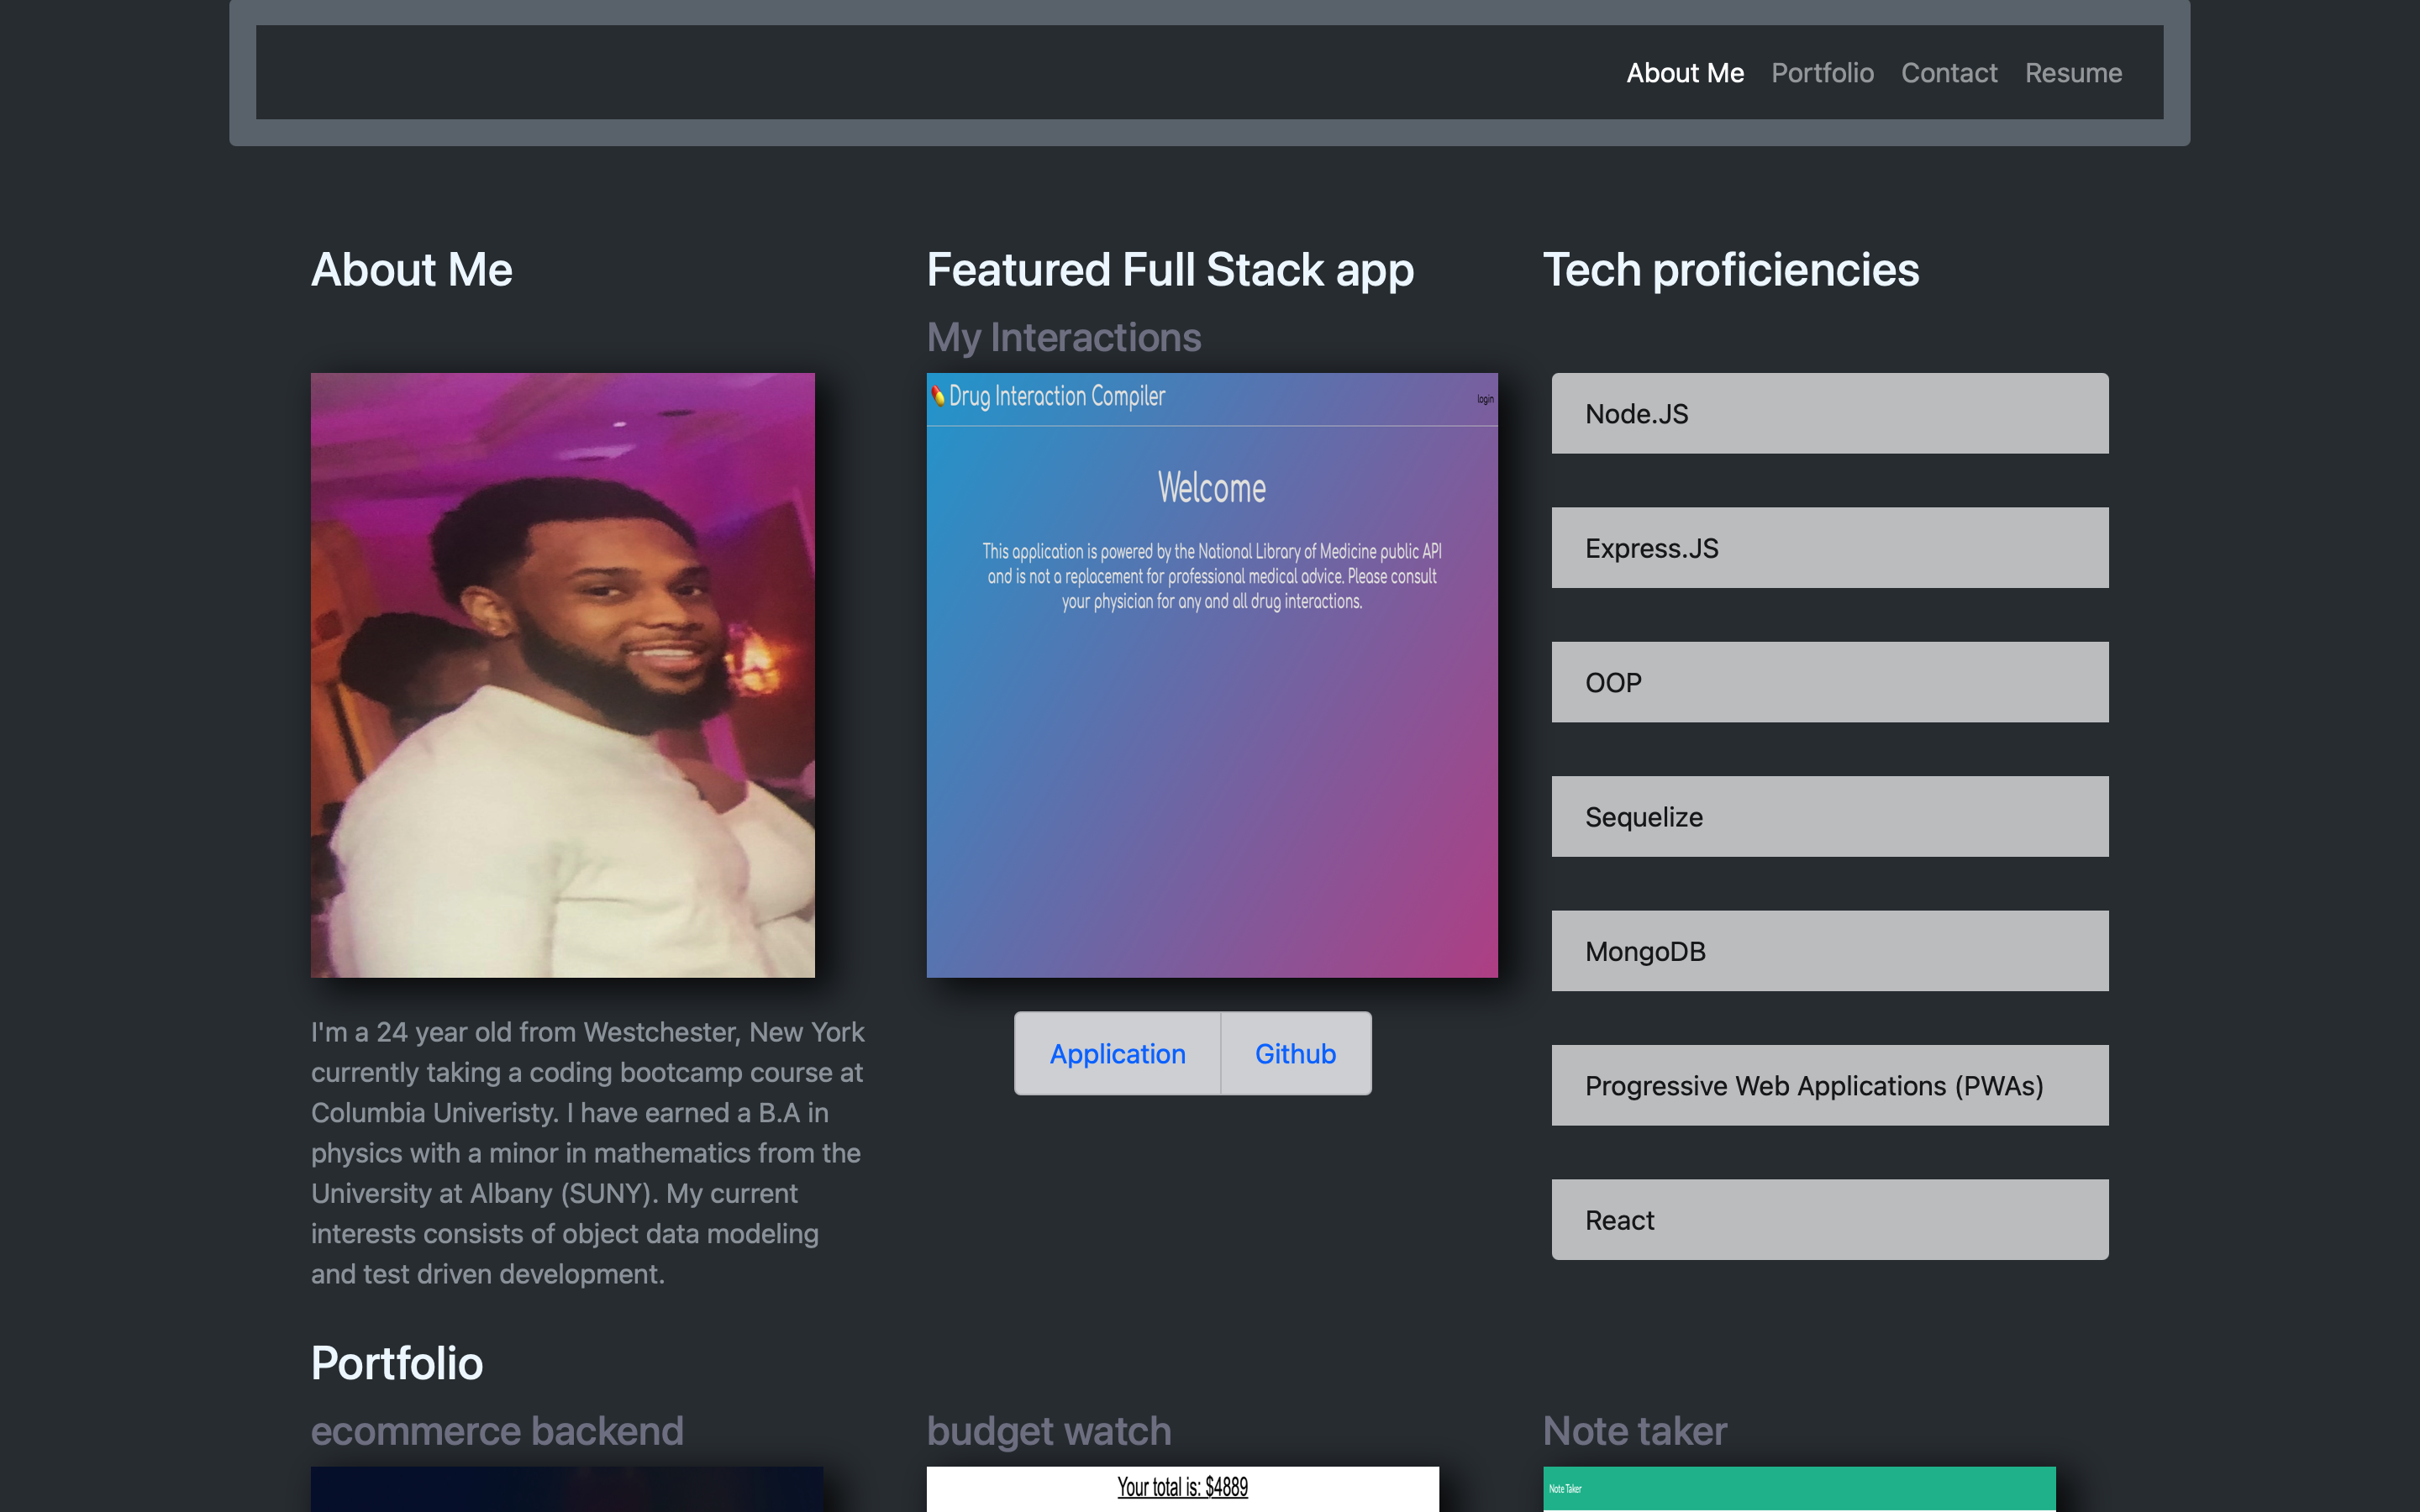 About Me Portfolio Contact Resume
About Me
Featured Full Stack app
Tech proficiencies
My Interactions
Drug Interaction Compiler
login
Welcome
This application is powered by the National Library of Medicine public API
and is not a replacement for professional medical advice. Please consult
your physician for any and all drug interactions.
Application Github
Node.JS
Express.JS
OOP
Sequelize
MongoDB
Progressive Web Applications (PWAs)
React
I'm a 24 year old from Westchester, New York
currently taking a coding bootcamp course at
Columbia Univeristy. I have earned a B.A in
physics with a minor in mathematics from the
University at Albany (SUNY). My current
interests consists of object data modeling
and test driven development.
Portfolio
ecommerce backend
budget watch
Your total is: $4889
Note taker
Note Taker